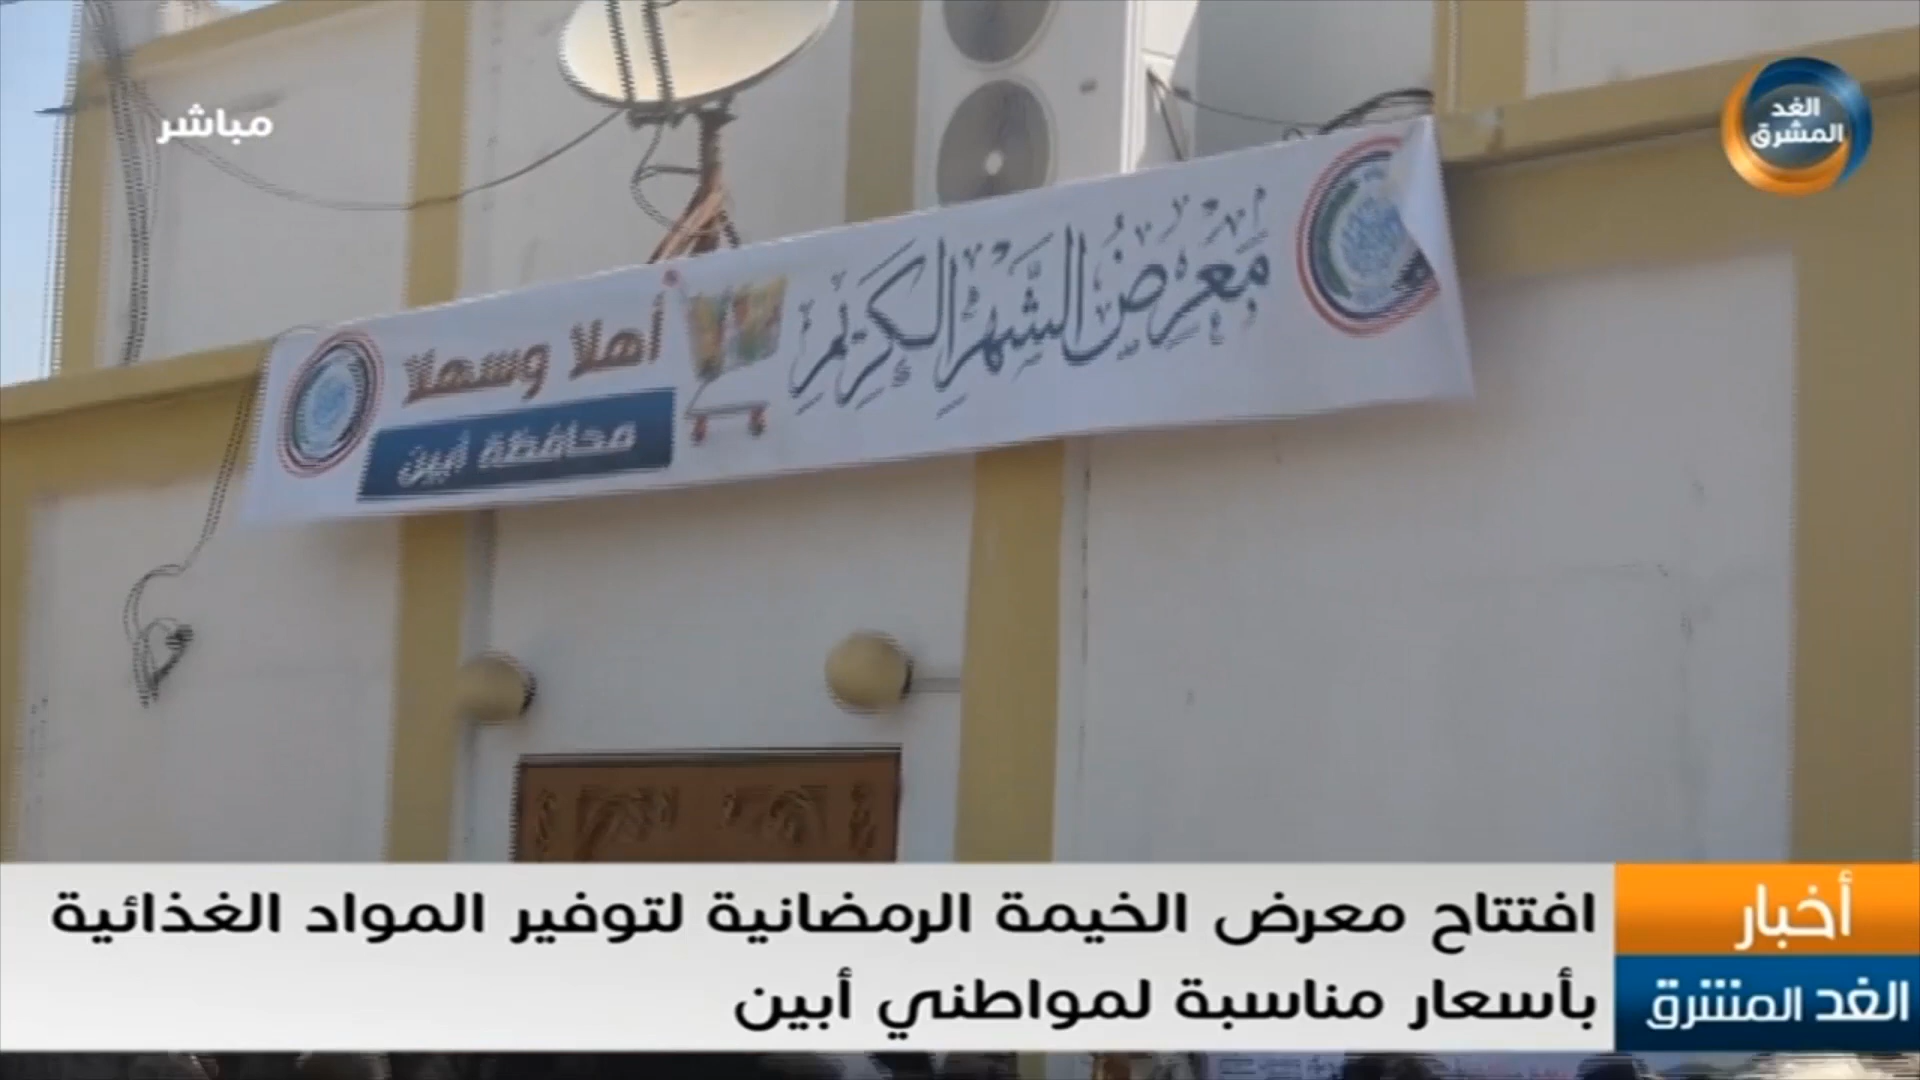 مباشر
الغد
المشرق
معرض الشهر الكريم
أهلا وسهلا
محافظة أبين
أخبار
الغد المشرق
افتتاح معرض الخيمة الرمضانية لتوفير المواد الغذائية
بأسعار مناسبة لمواطني أبين